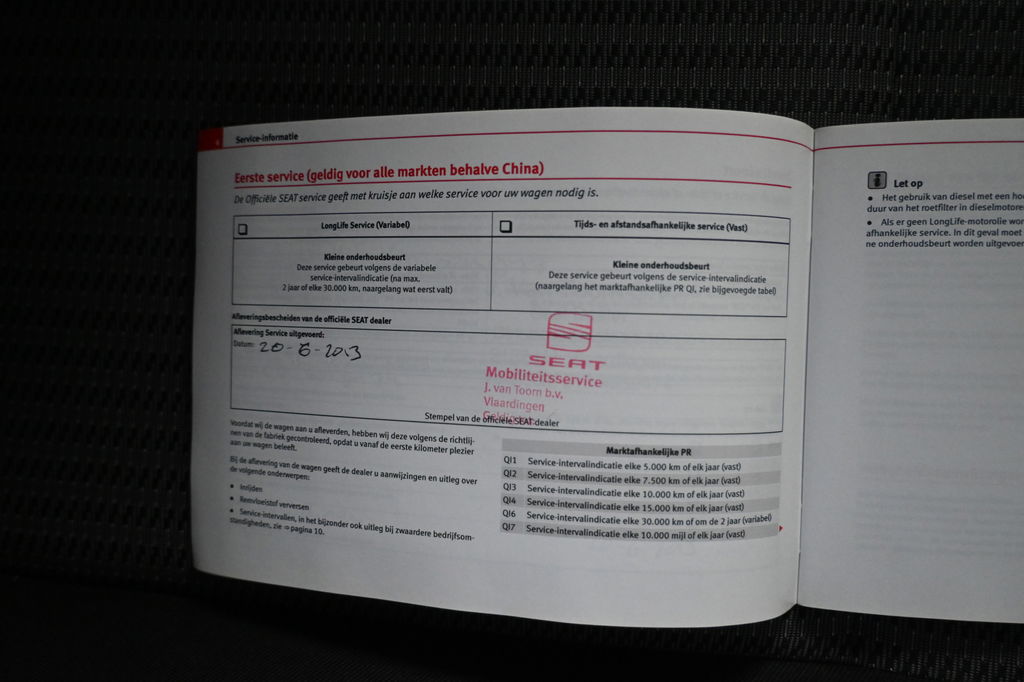 4 Service-informatie
Eerste service (geldig voor alle markten behalve China)
De Officiële SEAT service geeft met kruisje aan welke service voor uw wagen nodig is.
LongLife Service (Variabel)
Tijds- en afstandsafhankelijke service (Vast)
Kleine onderhoudsbeurt
Deze service gebeurt volgens de variabele
service-intervalindicatie (na max.
2 jaar of elke 30.000 km, naargelang wat eerst valt)
Kleine onderhoudsbeurt
Deze service gebeurt volgens de service-intervalindicatie
(naargelang het marktafhankelijke PR QI, zie bijgevoegde tabel)
Afleveringsbescheiden van de officiële SEAT dealer
Aflevering Service uitgevoerd:
Datum: 20-6-2013
SEAT
Mobiliteitsservice
J. van Toorn b.v.
Vlaardingen
Stempel van de officiële SEAT dealer
Voordat wij de wagen aan u afleverden, hebben wij deze volgens de richtlij-
nen van de fabriek gecontroleerd, opdat u vanaf de eerste kilometer plezier
aan uw wagen beleeft.
Bij de aflevering van de wagen geeft de dealer u aanwijzingen en uitleg over
de volgende onderwerpen:
• Inrijden
• Remvloeistof verversen
• Service-intervallen, in het bijzonder ook uitleg bij zwaardere bedrijfsom-
standigheden, zie ⇒ pagina 10.
Marktafhankelijke PR
QI1 Service-intervalindicatie elke 5.000 km of elk jaar (vast)
QI2 Service-intervalindicatie elke 7.500 km of elk jaar (vast)
QI3 Service-intervalindicatie elke 10.000 km of elk jaar (vast)
QI4 Service-intervalindicatie elke 15.000 km of elk jaar (vast)
QI6 Service-intervalindicatie elke 30.000 km of om de 2 jaar (variabel)
QI7 Service-intervalindicatie elke 10.000 mijl of elk jaar (vast)
i Let op
• Het gebruik van diesel met een
duur van het roetfilter in dieselmotore
• Als er geen LongLife-motorolie
afhankelijke service. In dit geval moet
ne onderhoudsbeurt worden uitgevoer